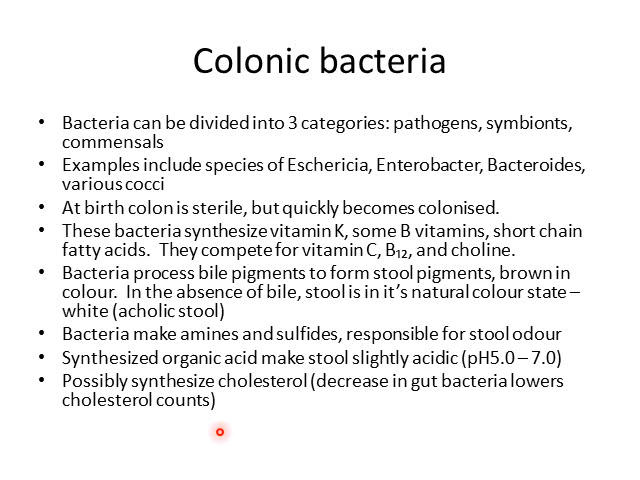 Colonic bacteria
• Bacteria can be divided into 3 categories: pathogens, symbionts,
commensals
• Examples include species of Eschericia, Enterobacter, Bacteroides,
various cocci
• At birth colon is sterile, but quickly becomes colonised.
• These bacteria synthesize vitamin K, some B vitamins, short chain
fatty acids.  They compete for vitamin C, B₁₂, and choline.
• Bacteria process bile pigments to form stool pigments, brown in
colour.  In the absence of bile, stool is in it’s natural colour state –
white (acholic stool)
• Bacteria make amines and sulfides, responsible for stool odour
• Synthesized organic acid make stool slightly acidic (pH5.0 – 7.0)
• Possibly synthesize cholesterol (decrease in gut bacteria lowers
cholesterol counts)